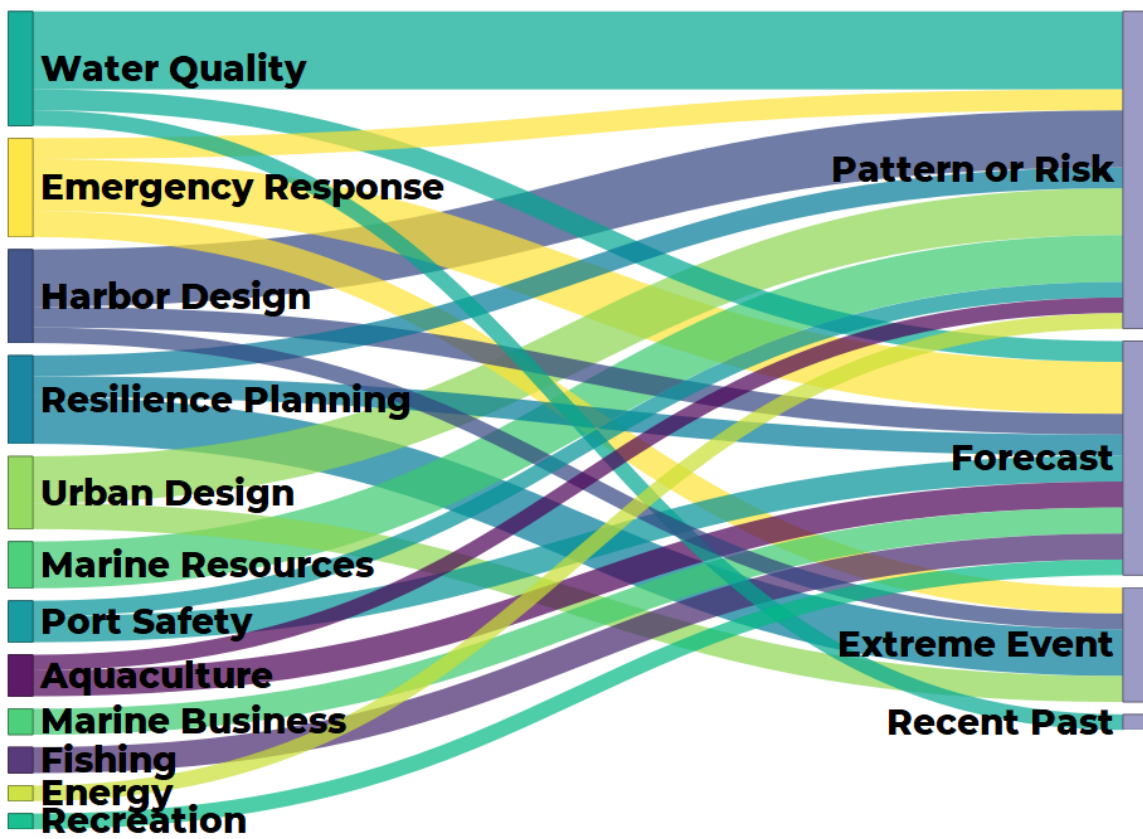 Water Quality
Emergency Response
Harbor Design
Resilience Planning
Urban Design
Marine Resources
Port Safety
Aquaculture
Marine Business
Fishing
Energy
Recreation
Pattern or Risk
Forecast
Extreme Event
Recent Past